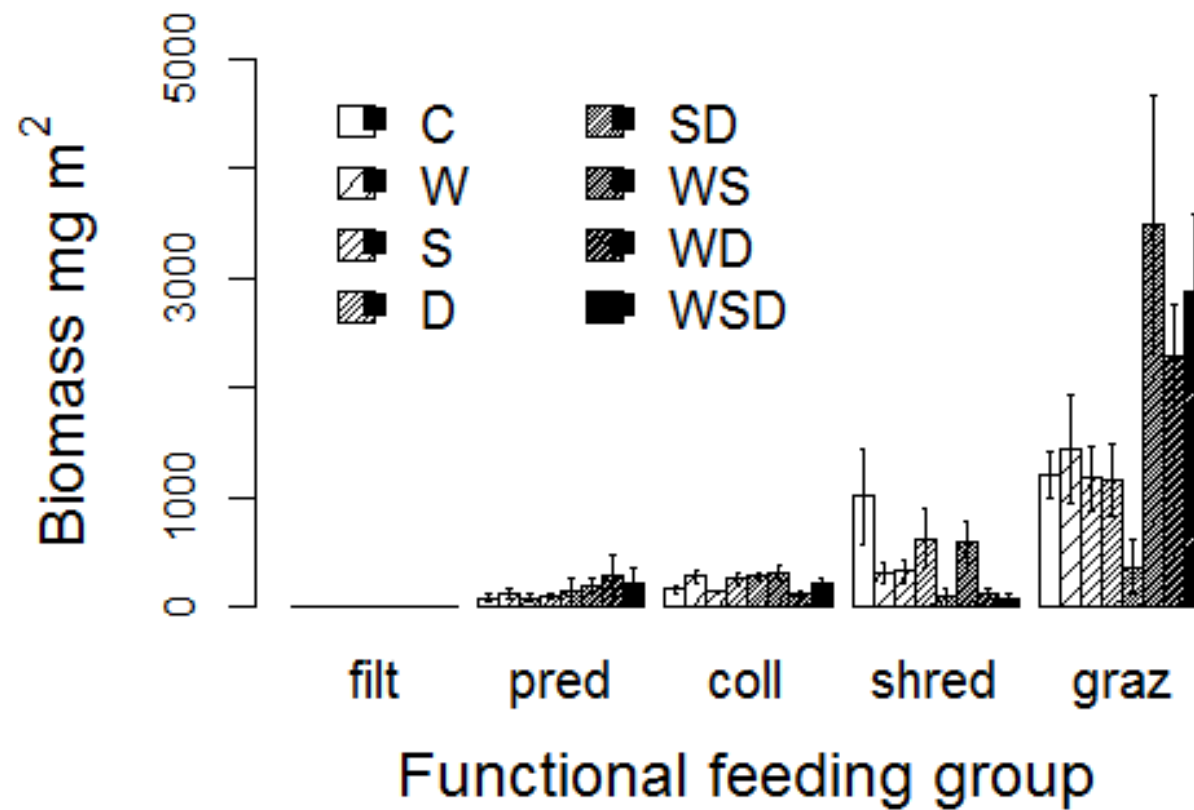 Biomass mg m²
5000
3000
1000
0
C
W
S
D
SD
WS
WD
WSD
filt pred coll shred graz
Functional feeding group